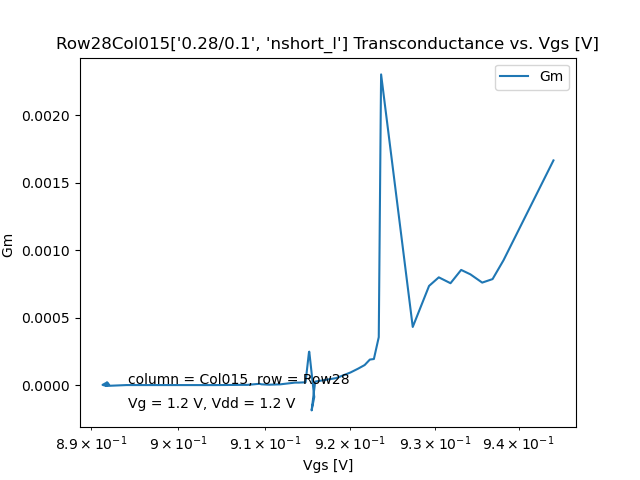 Row28Col015['0.28/0.1', 'nshort_l'] Transconductance vs. Vgs [V]
Gm
0.0020
0.0015
0.0010
0.0005
0.0000
Gm
column = Col015, row = Row28
Vg = 1.2 V, Vdd = 1.2 V
8.9 × 10⁻¹ 9 × 10⁻¹ 9.1 × 10⁻¹ 9.2 × 10⁻¹ 9.3 × 10⁻¹ 9.4 × 10⁻¹
Vgs [V]